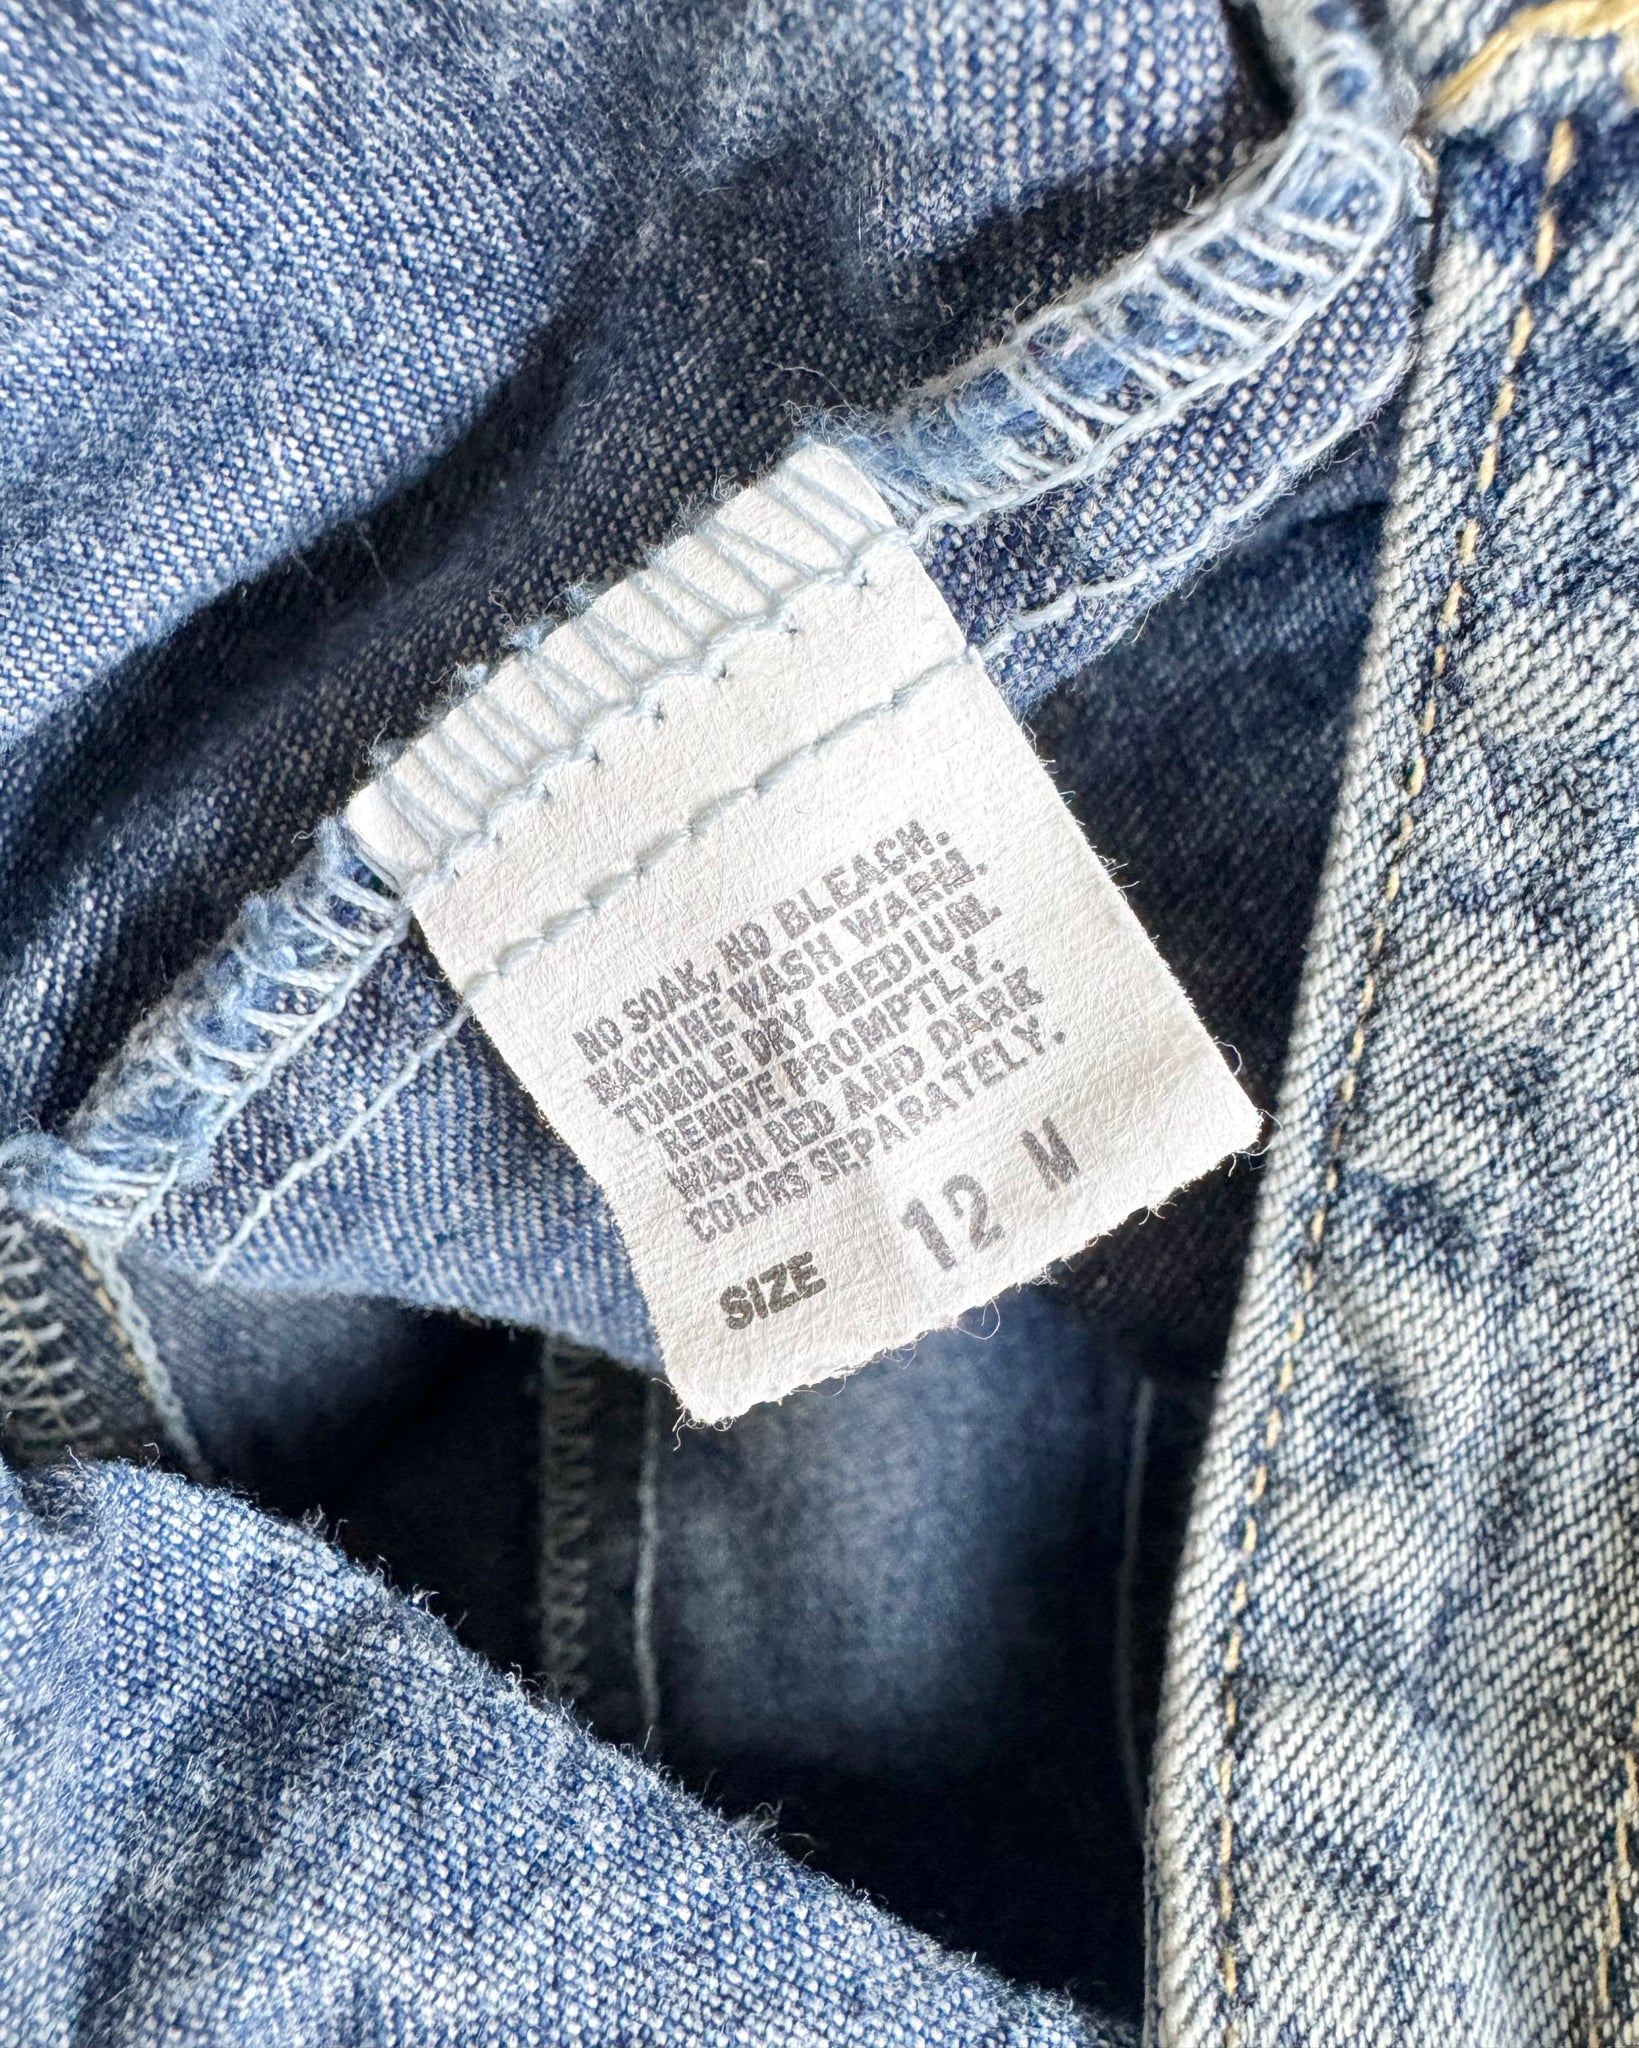 NO SOAK, NO BLEACH.
MACHINE WASH WARM.
TUMBLE DRY MEDIUM.
REMOVE PROMPTLY.
WASH RED AND DARK
COLORS SEPARATELY.
SIZE 12 M